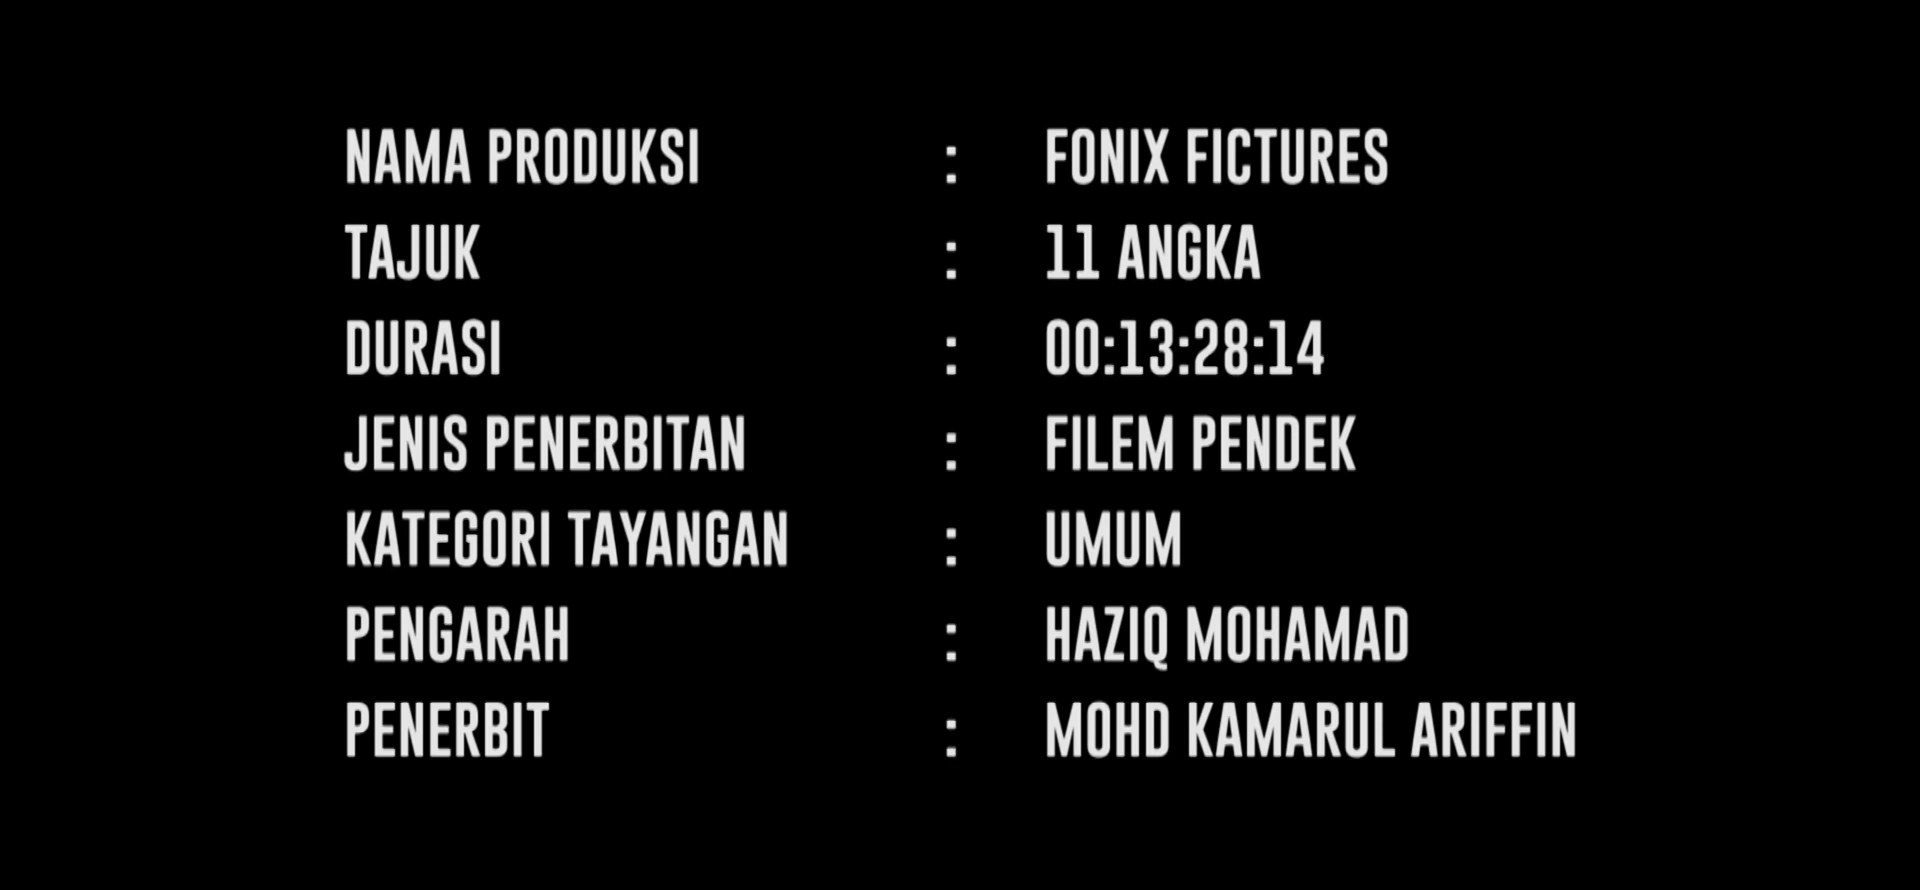 NAMA PRODUKSI : FONIX FICTURES
TAJUK : 11 ANGKA
DURASI : 00:13:28:14
JENIS PENERBITAN : FILEM PENDEK
KATEGORI TAYANGAN : UMUM
PENGARAH : HAZIQ MOHAMAD
PENERBIT : MOHD KAMARUL ARIFFIN